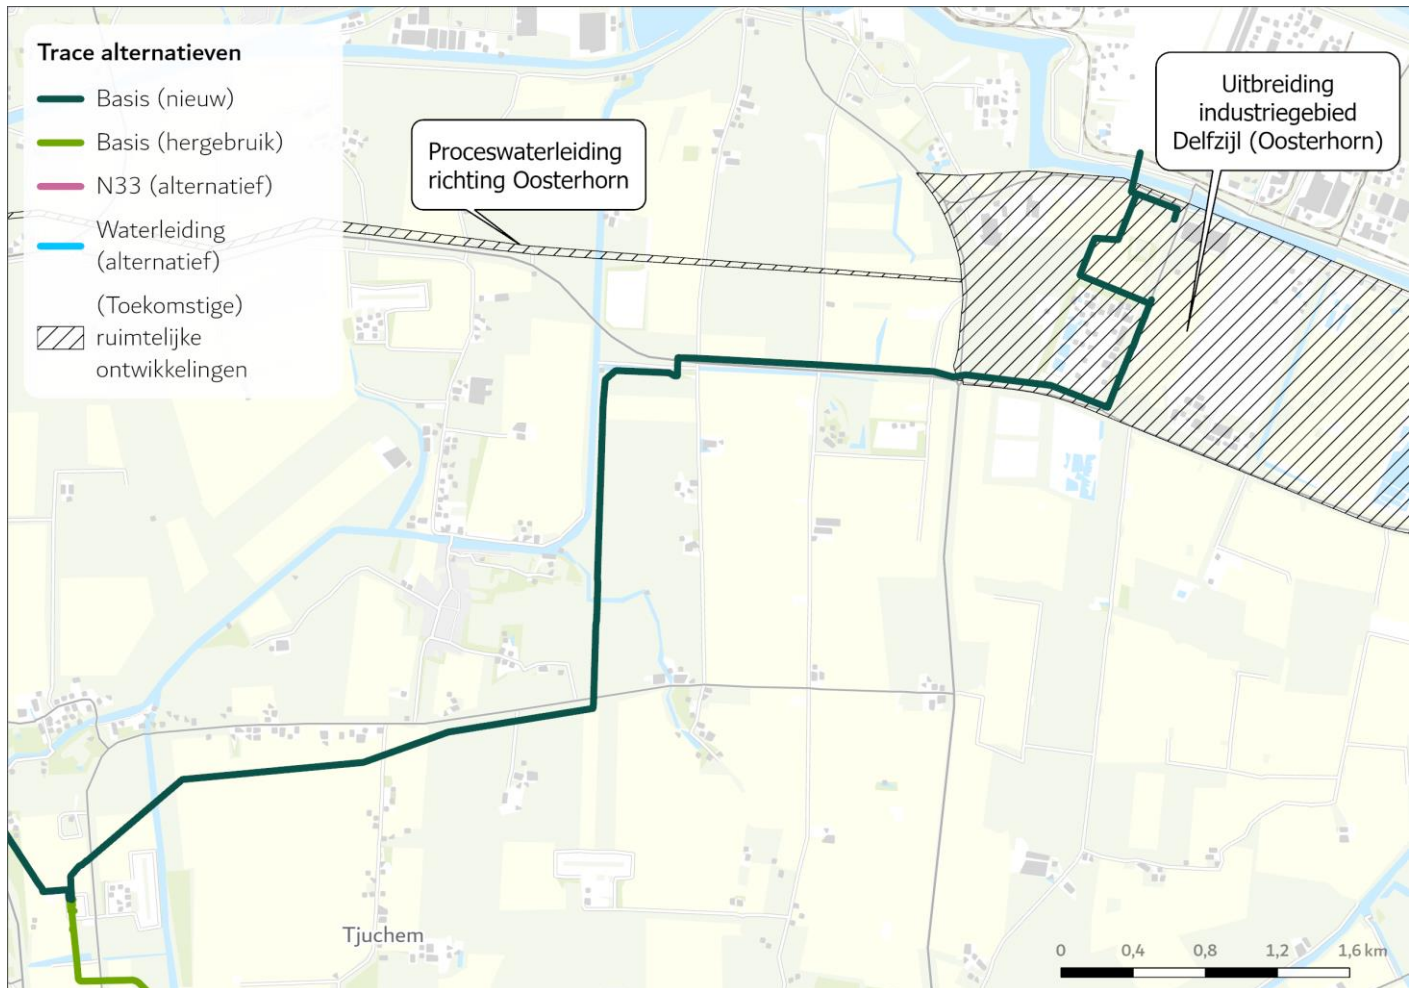 Trace alternatieven
Basis (nieuw)
Basis (hergebruik)
N33 (alternatief)
Waterleiding
(alternatief)
(Toekomstige)
ruimtelijke
ontwikkelingen
Proceswaterleiding
richting Oosterhorn
Uitbreiding
industriegebied
Delfzijl (Oosterhorn)
Tjuchem
0 0,4 0,8 1,2 1,6 km